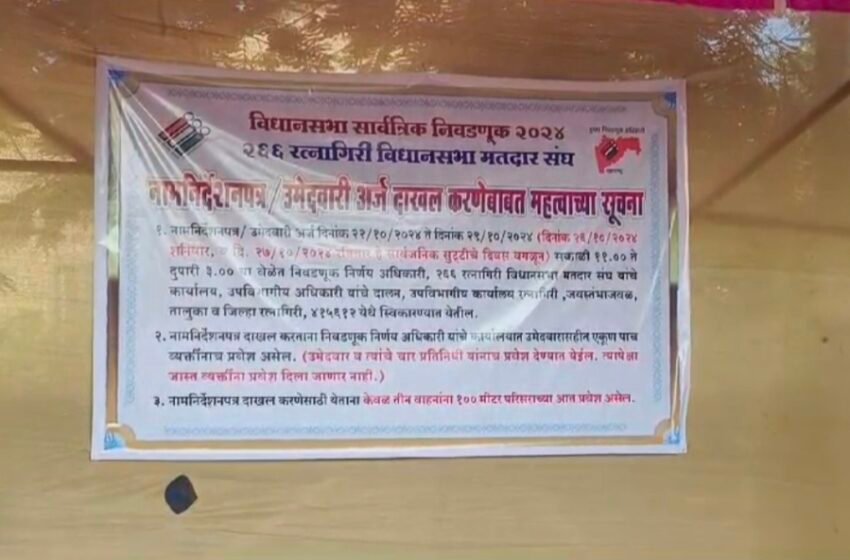 विधानसभा सार्वत्रिक निवडणूक २०२४
२६६ रत्नागिरी विधानसभा मतदार संघ
नामनिर्देशनपत्र / उमेदवारी अर्ज दाखल करणेबाबत महत्वाच्या सूचना
१. नामनिर्देशनपत्र/ उमेदवारी अर्ज दिनांक २२/१०/२०२४ ते दिनांक २९/१०/२०२४ (दिनांक २६/१०/२०२४
शनिवार, व दि. २७/१०/२०२४ रविवार हे सार्वजनिक सुट्टीचे दिवस वगळून) सकाळी ११.०० ते
दुपारी ३.०० या वेळेत निवडणूक निर्णय अधिकारी, २६६ रत्नागिरी विधानसभा मतदार संघ यांचे
कार्यालय, उपविभागीय अधिकारी यांचे दालन, उपविभागीय कार्यालय रत्नागिरी ,जयस्तंभाजवळ,
तालुका व जिल्हा रत्नागिरी, ४१५६१२ येथे स्विकारण्यात येतील.
२. नामनिर्देशनपत्र दाखल करताना निवडणूक निर्णय अधिकारी यांचे कार्यालयात उमेदवारासहीत एकूण पाच
व्यक्तींनाच प्रवेश असेल. (उमेदवार व त्यांचे चार प्रतिनिधी यांनाच प्रवेश देण्यात येईल. त्यापेक्षा
जास्त व्यक्तींना प्रवेश दिला जाणार नाही.)
३. नामनिर्देशनपत्र दाखल करणेसाठी येताना केवळ तीन वाहनांना १०० मीटर परिसराच्या आत प्रवेश असेल.